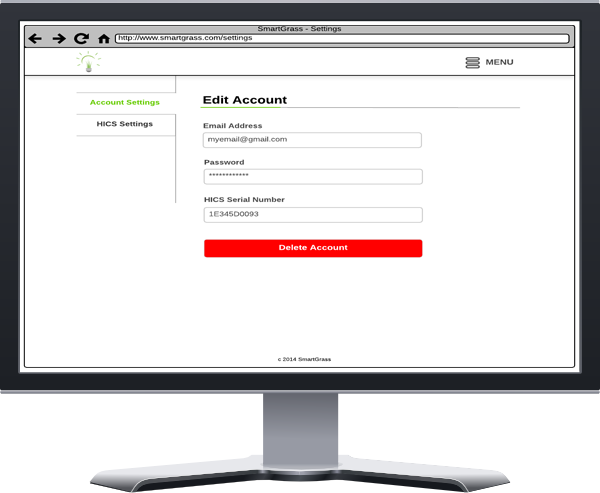 SmartGrass - Settings
http://www.smartgrass.com/settings
MENU
Account Settings
HICS Settings
Edit Account
Email Address
myemail@gmail.com
Password
************
HICS Serial Number
1E345D0093
Delete Account
c 2014 SmartGrass